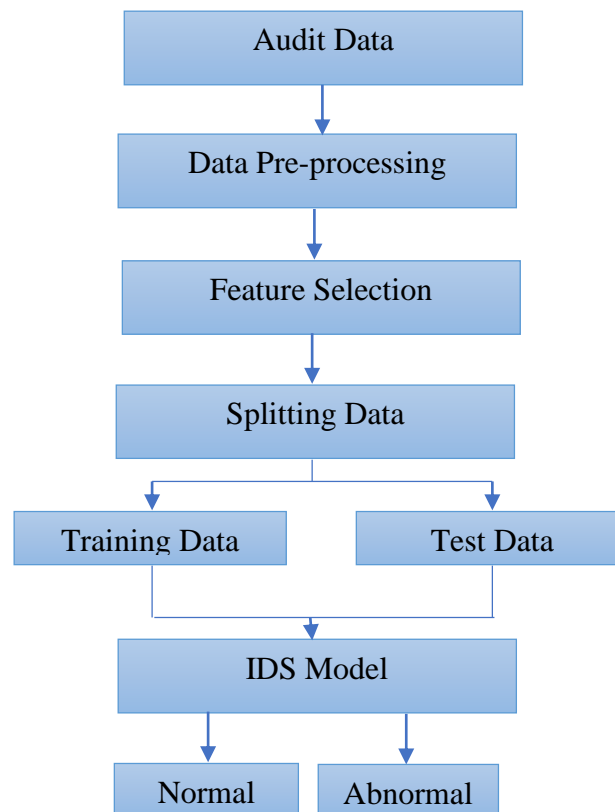 Audit Data
Data Pre-processing
Feature Selection
Splitting Data
Training Data
Test Data
IDS Model
Normal
Abnormal